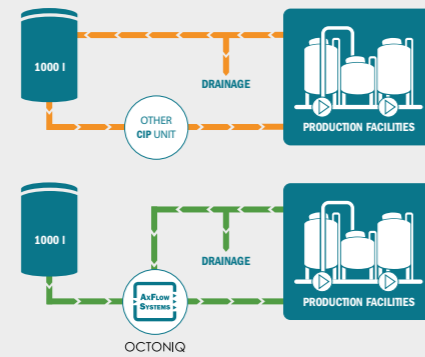 1000 l
DRAINAGE
OTHER
CIP UNIT
PRODUCTION FACILITIES
1000 l
DRAINAGE
AXFLOW
SYSTEMS
PRODUCTION FACILITIES
OCTONIQ